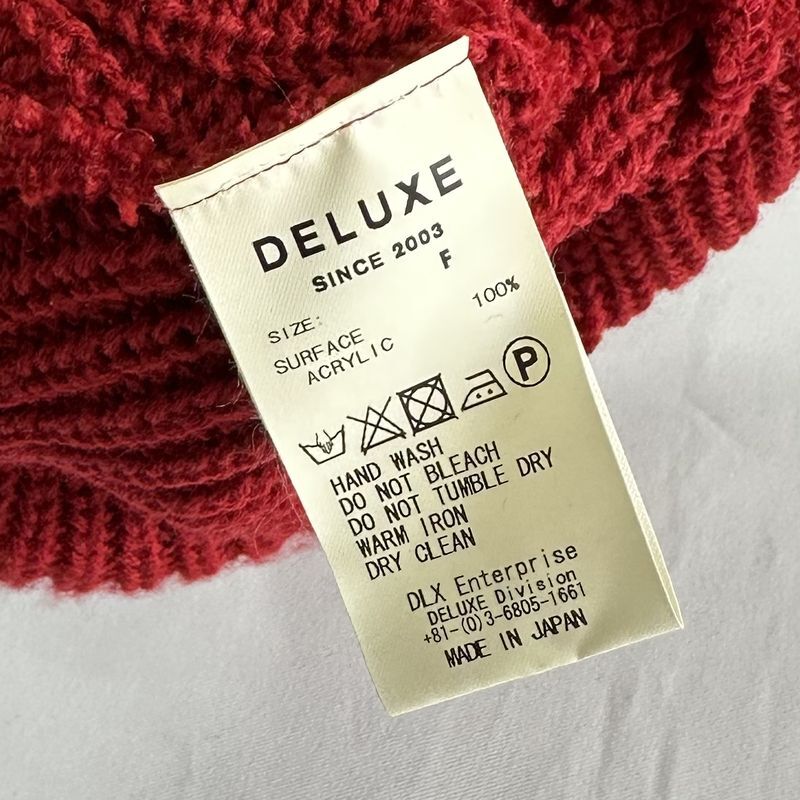 DELUXE
SINCE 2003
F
SIZE:
SURFACE 100%
ACRYLIC
P
HAND WASH
DO NOT BLEACH
DO NOT TUMBLE DRY
WARM IRON
DRY CLEAN
DLX Enterprise
DELUXE Division
+81-(0)3-6805-1661
MADE IN JAPAN